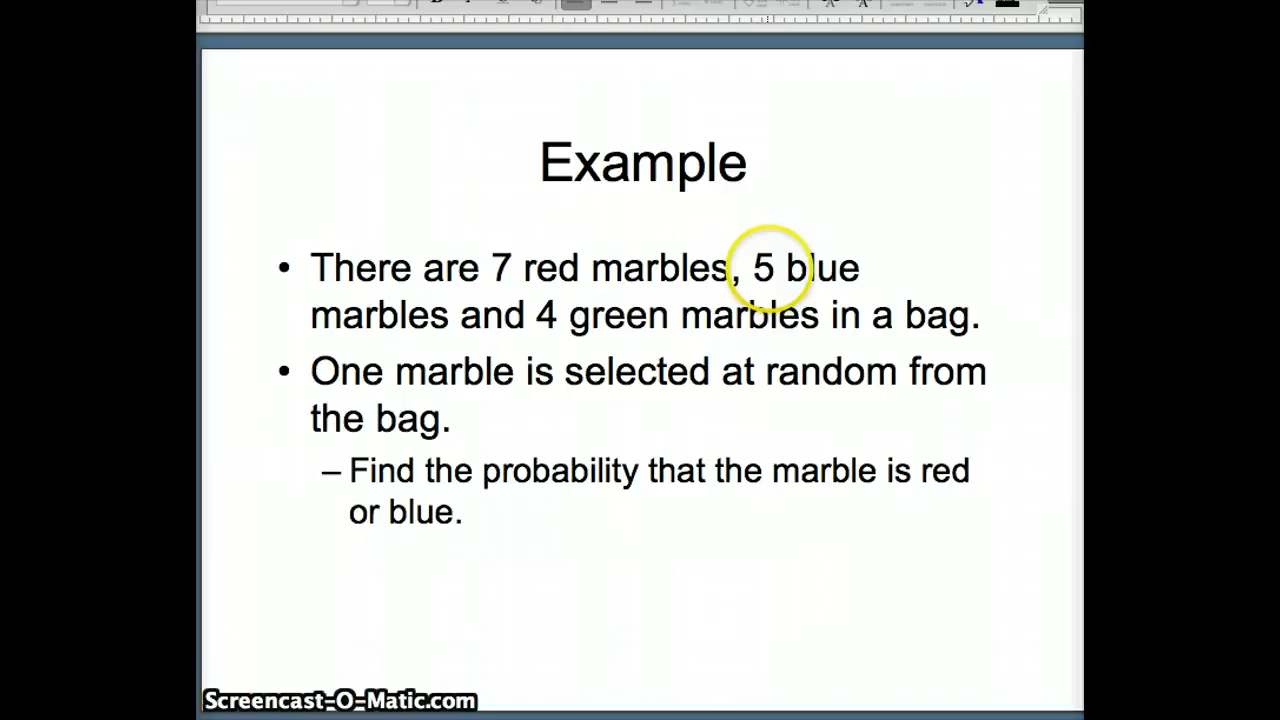 Example
• There are 7 red marbles, 5 blue
marbles and 4 green marbles in a bag.
• One marble is selected at random from
the bag.
– Find the probability that the marble is red
or blue.
Screencast-O-Matic.com